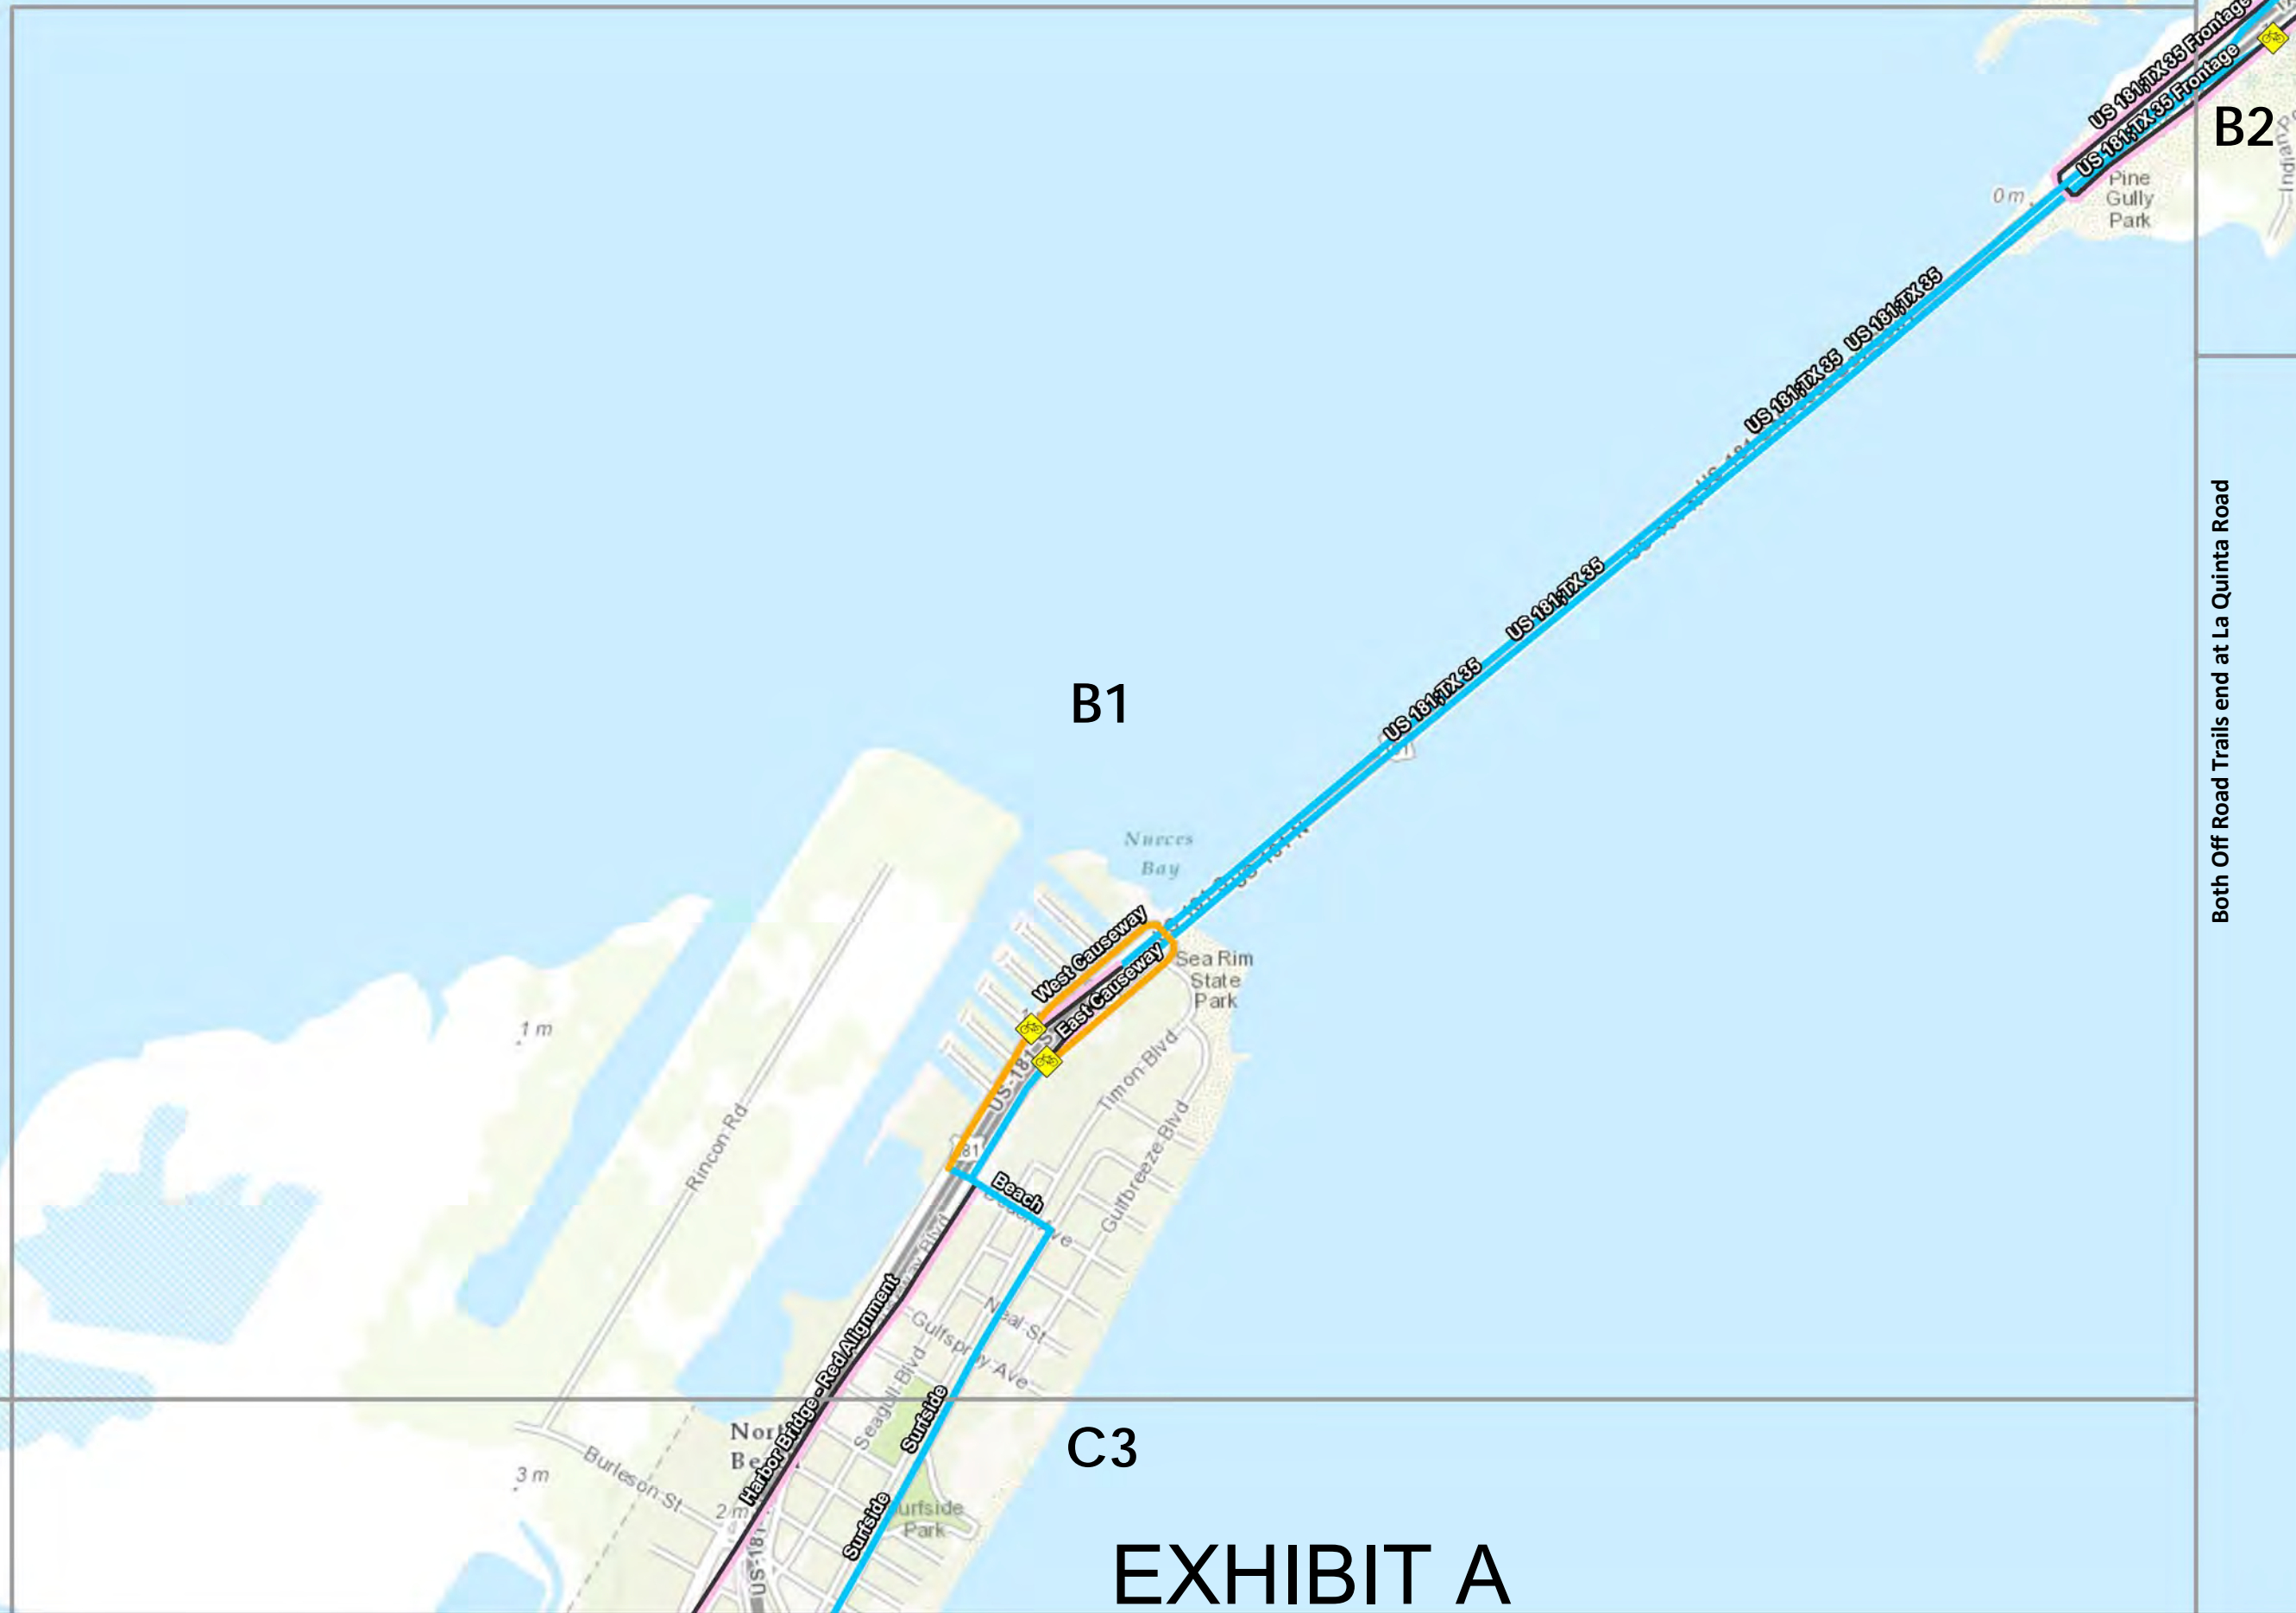 US 181;TX 35 Frontage
US 181;TX 35 Frontage
B2
Pine
Gully
Park
0 m
US 181;TX 35
US 181;TX 35
US 181;TX 35
US 181;TX 35
Both Off Road Trails end at La Quinta Road
B1
Nueces
Bay
West Causeway
East Causeway
Sea Rim
State
Park
1 m
US-181
Timon-Blvd
Gulfbreeze-Blvd
Rincon Rd
81
Beach
Harbor Bridge - Red Alignment
Neal-St
Gulfspray-Ave
Seagull-Blvd
Surfside
C3
Burleson-St
3 m
2 m
Surfside
Park
US-181
EXHIBIT A